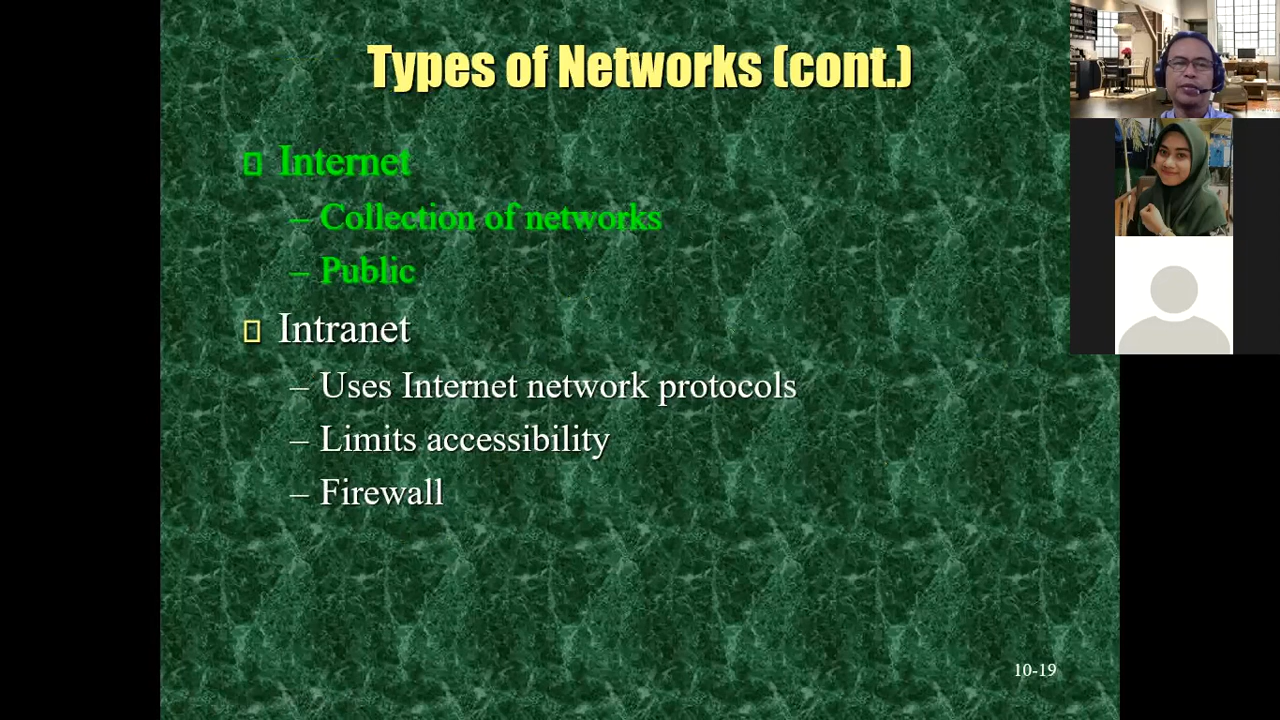 Types of Networks (cont.)
Internet
– Collection of networks
– Public
Intranet
– Uses Internet network protocols
– Limits accessibility
– Firewall
10-19